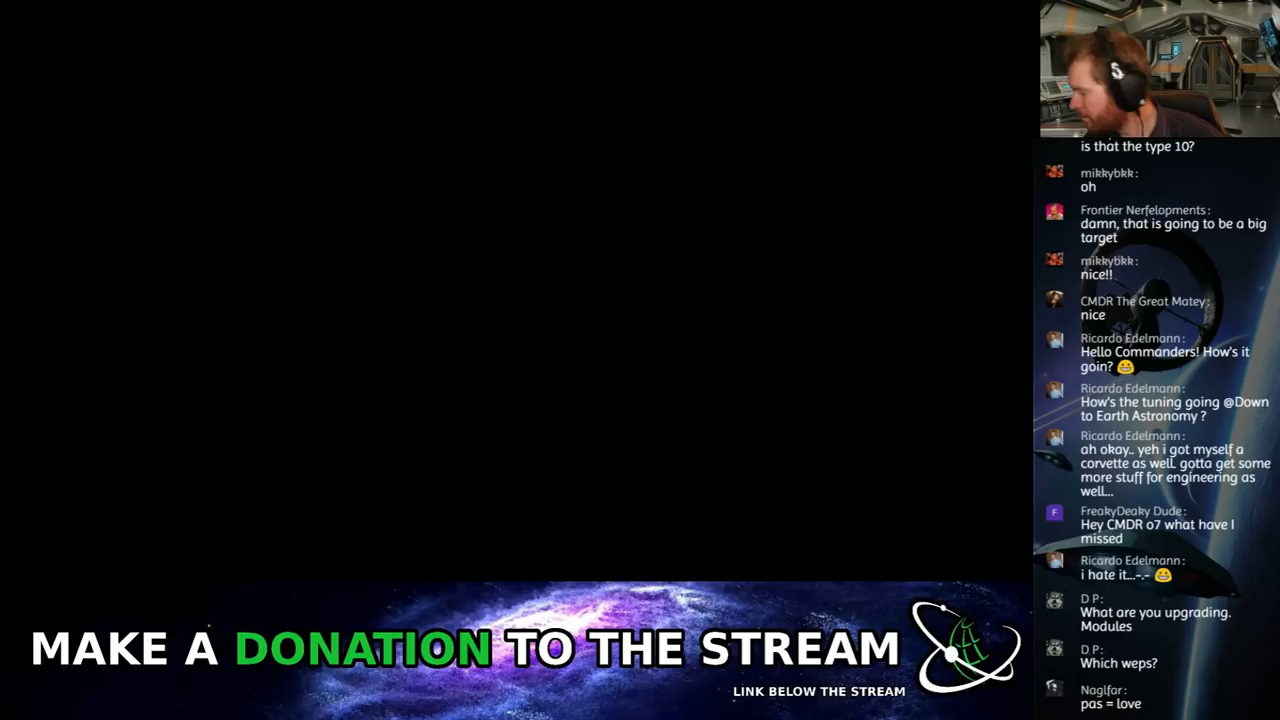 is that the type 10?
mikkybkk:
oh
Frontier Nerfelopments:
damn, that is going to be a big
target
mikkybkk:
nice!!
CMDR The Great Matey:
nice
Ricardo Edelmann:
Hello Commanders! How's it
goin? 😀
Ricardo Edelmann:
How's the tuning going @Down
to Earth Astronomy ?
Ricardo Edelmann:
ah okay.. yeh i got myself a
corvette as well. gotta get some
more stuff for engineering as
well...
F
FreakyDeaky Dude:
Hey CMDR o7 what have I
missed
Ricardo Edelmann:
i hate it...-.- 😀
D P:
What are you upgrading.
Modules
D P:
Which weps?
Naglfar:
pas = love
MAKE A DONATION TO THE STREAM
LINK BELOW THE STREAM